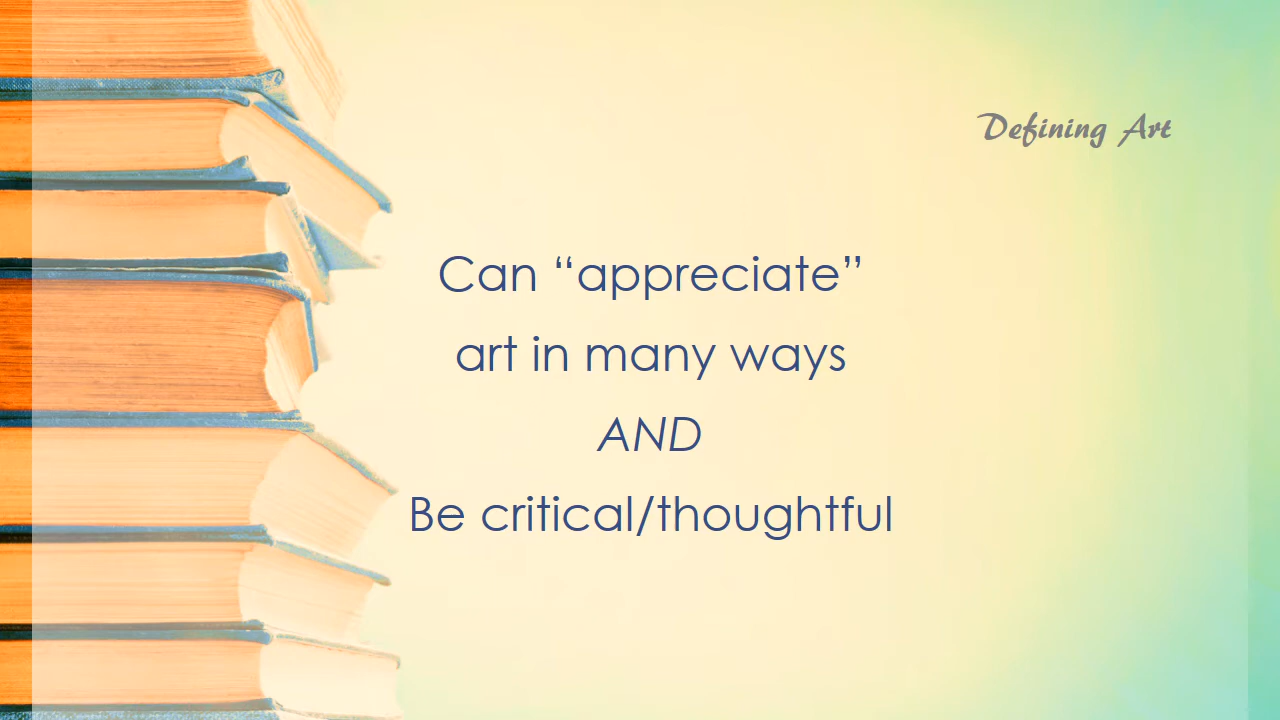 Defining Art
Can “appreciate”
art in many ways
AND
Be critical/thoughtful